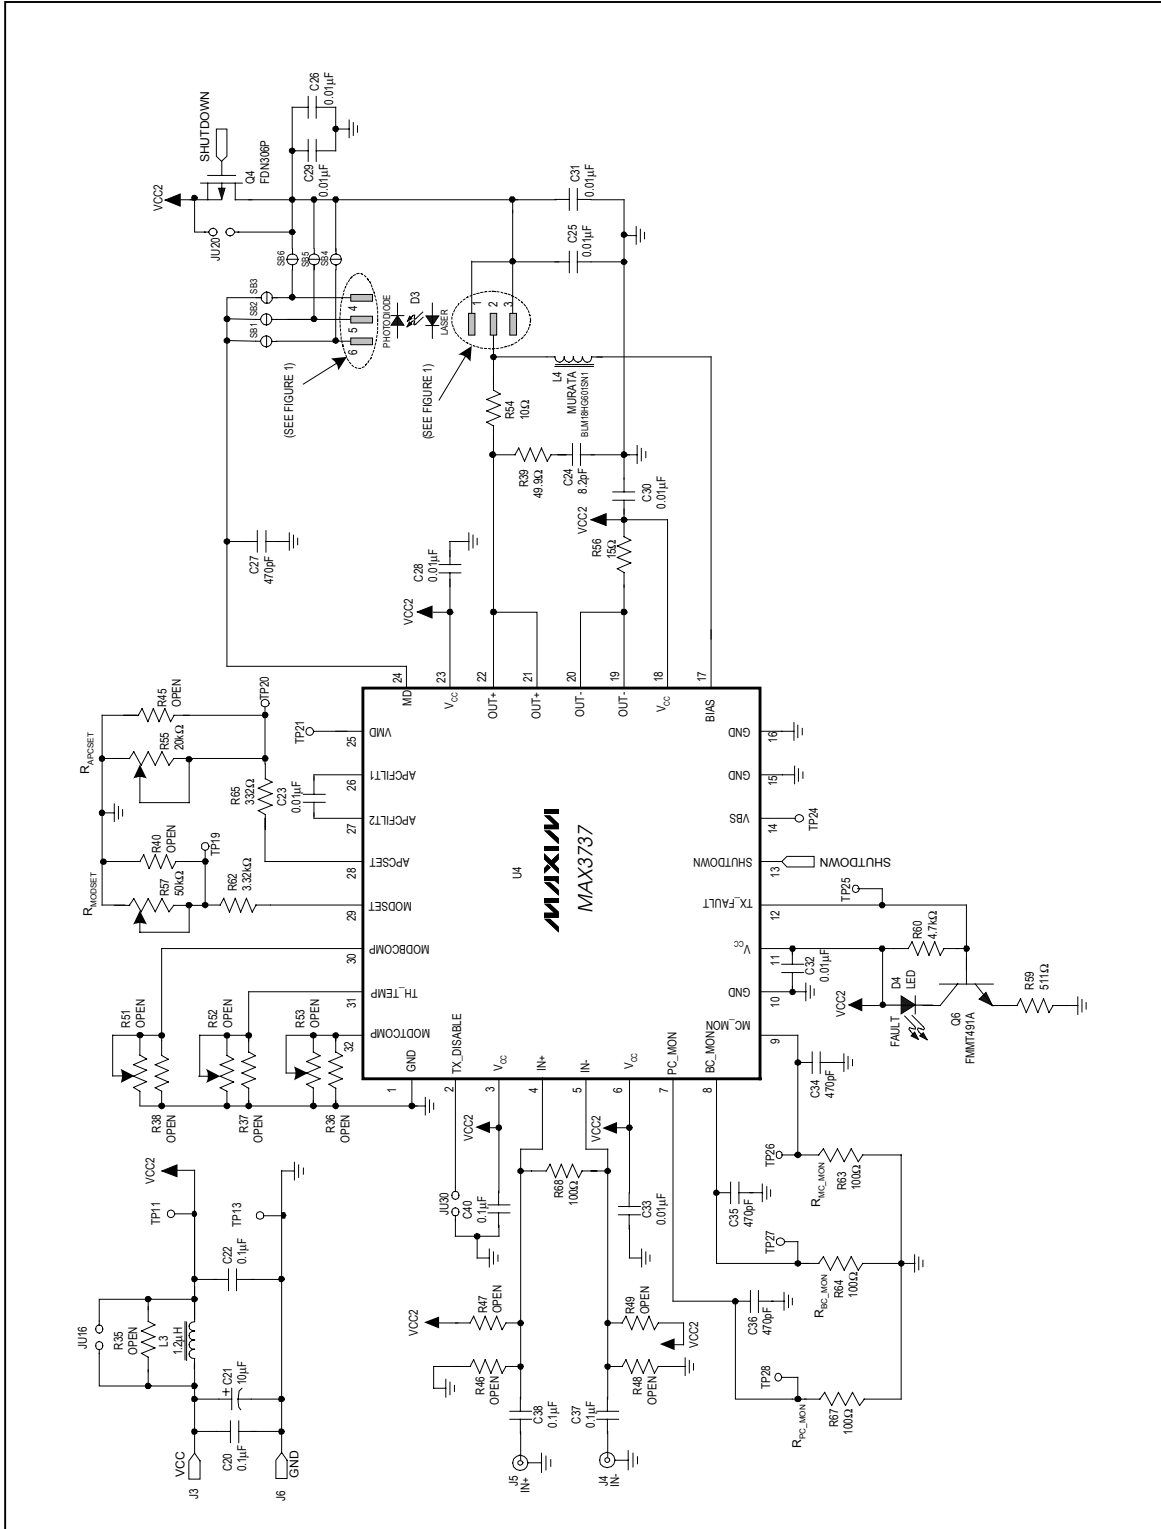 J3
VCC
C20
0.1µF
C21
10µF
+
JU16
R35
OPEN
L3
1.2µH
C22
0.1µF
TP11
VCC2
J6
GND
TP13
R51
OPEN
R38
OPEN
R52
OPEN
R37
OPEN
R53
OPEN
R36
OPEN
RMODSET
R57
50kΩ
R40
OPEN
TP19
R62
3.32kΩ
RAPCSET
R55
20kΩ
R45
OPEN
TP20
R65
332Ω
C23
0.01µF
TP21
32
MODTCOMP
31
TH_TEMP
30
MODBCOMP
29
MODSET
28
APCSET
27
APCFILT2
26
APCFILT1
25
VMD
U4
MAXIM
MAX3737
1
GND
2
TX_DISABLE
3
VCC
4
IN+
5
IN-
6
VCC
7
PC_MON
8
BC_MON
9
MC_MON
10
GND
11
VCC
12
TX_FAULT
13
SHUTDOWN
14
VBS
15
GND
16
GND
17
BIAS
18
VCC
19
OUT-
20
OUT-
21
OUT+
22
OUT+
23
VCC
24
MD
JU30
C40
0.1µF
VCC2
R68
100Ω
VCC2
C33
0.01µF
VCC2
R47
OPEN
R46
OPEN
C38
0.1µF
J5
IN+
R49
OPEN
VCC2
R48
OPEN
C37
0.1µF
J4
IN-
TP28
RPC_MON
R67
100Ω
C36
470pF
TP27
RBC_MON
R64
100Ω
C35
470pF
TP26
RMC_MON
R63
100Ω
C34
470pF
VCC2
FAULT
D4
LED
C32
0.01µF
R60
4.7kΩ
Q6
FMMT491A
R59
511Ω
TP25
SHUTDOWN
TP24
C27
470pF
VCC2
C28
0.01µF
R54
10Ω
R39
49.9Ω
C24
8.2pF
L4
MURATA
BLM18HG601SN1
VCC2
R56
15Ω
C30
0.01µF
(SEE FIGURE 1)
(SEE FIGURE 1)
SB1
SB2
SB3
SB4
SB5
SB6
6
5
4
PHOTODIODE
D3
LASER
1
2
3
JU20
VCC2
SHUTDOWN
Q4
FDN306P
C29
0.01µF
C26
0.01µF
C25
0.01µF
C31
0.01µF